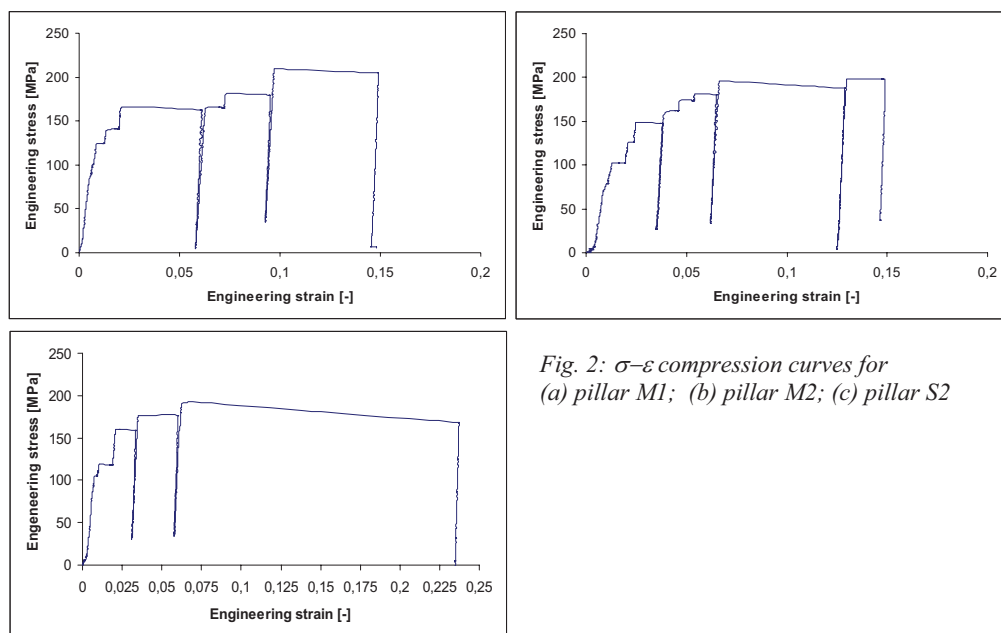 250
200
150
100
50
0
Engineering stress [MPa]
0 0,05 0,1 0,15 0,2
Engineering strain [-]
250
200
150
100
50
0
Engineering stress [MPa]
0 0,05 0,1 0,15 0,2
Engineering strain [-]
250
200
150
100
50
0
Engeneering stress [MPa]
0 0,025 0,05 0,075 0,1 0,125 0,15 0,175 0,2 0,225 0,25
Engineering strain [-]
Fig. 2: σ–ε compression curves for
(a) pillar M1; (b) pillar M2; (c) pillar S2